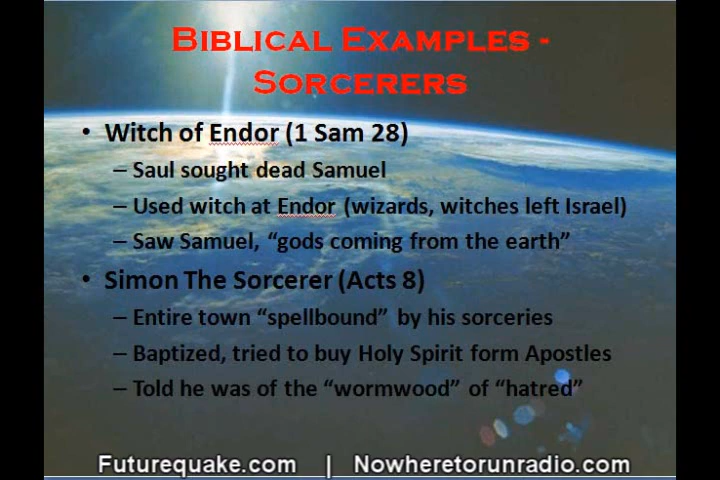 Biblical Examples -
Sorcerers
• Witch of Endor (1 Sam 28)
– Saul sought dead Samuel
– Used witch at Endor (wizards, witches left Israel)
– Saw Samuel, “gods coming from the earth”
• Simon The Sorcerer (Acts 8)
– Entire town “spellbound” by his sorceries
– Baptized, tried to buy Holy Spirit form Apostles
– Told he was of the “wormwood” of “hatred”
Futurequake.com | Nowheretorunradio.com